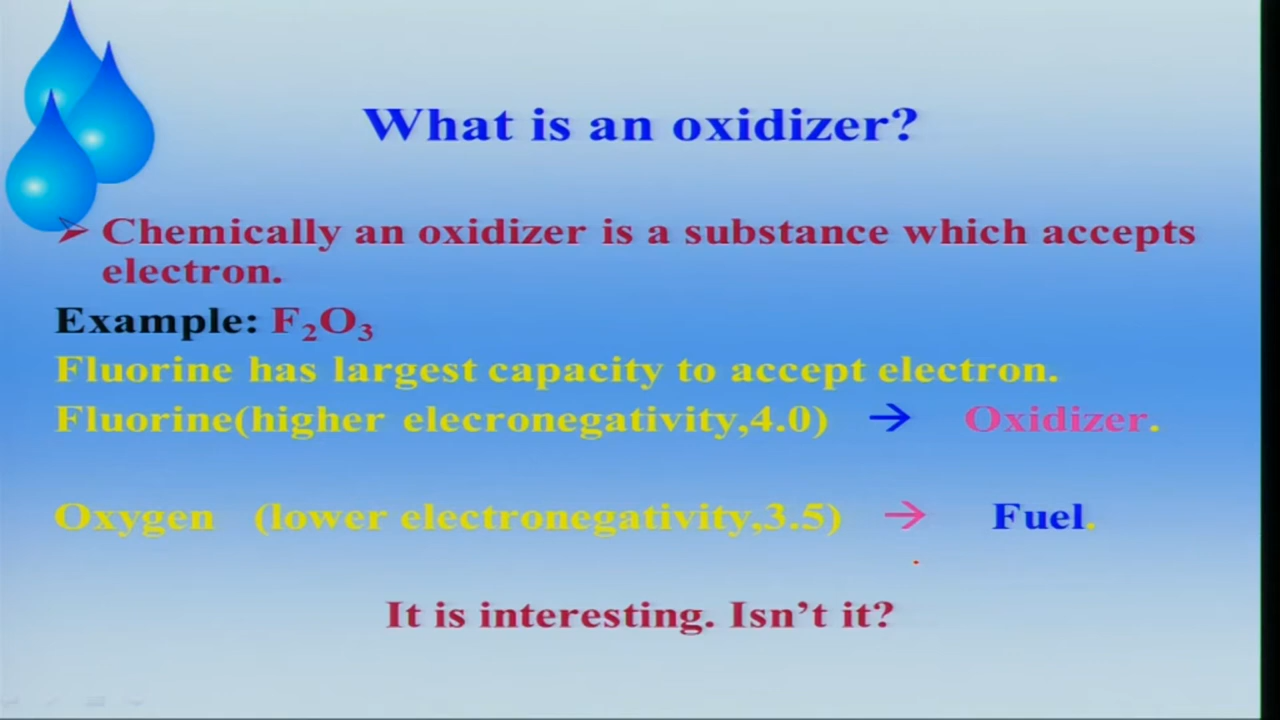 What is an oxidizer?
➢ Chemically an oxidizer is a substance which accepts
electron.
Example: F₂O₃
Fluorine has largest capacity to accept electron.
Fluorine(higher elecronegativity,4.0) → Oxidizer.
Oxygen (lower electronegativity,3.5) → Fuel.
It is interesting. Isn’t it?